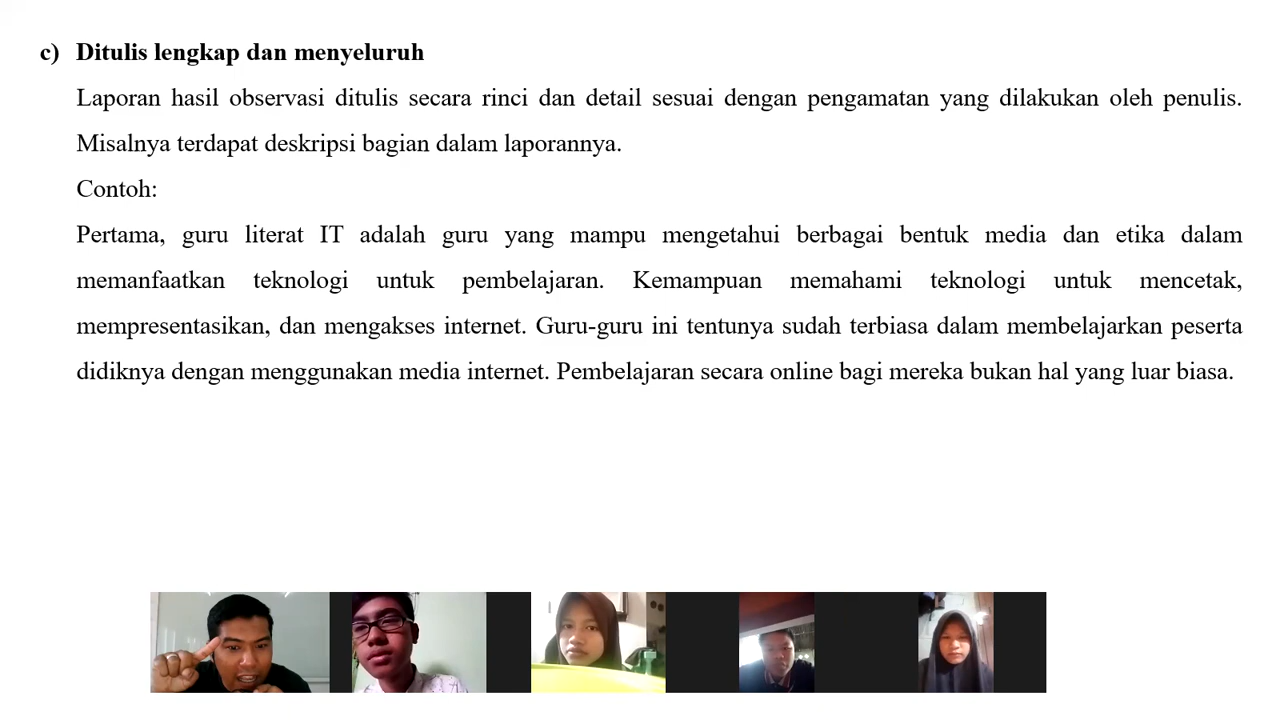 c) Ditulis lengkap dan menyeluruh
Laporan hasil observasi ditulis secara rinci dan detail sesuai dengan pengamatan yang dilakukan oleh penulis.
Misalnya terdapat deskripsi bagian dalam laporannya.
Contoh:
Pertama, guru literat IT adalah guru yang mampu mengetahui berbagai bentuk media dan etika dalam
memanfaatkan teknologi untuk pembelajaran. Kemampuan memahami teknologi untuk mencetak,
mempresentasikan, dan mengakses internet. Guru-guru ini tentunya sudah terbiasa dalam membelajarkan peserta
didiknya dengan menggunakan media internet. Pembelajaran secara online bagi mereka bukan hal yang luar biasa.